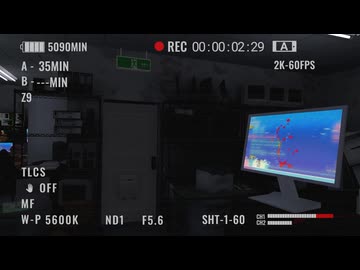 5090MIN
REC 00:00:02:29
A
A - 35MIN
2K-60FPS
B - ---MIN
Z9
TLCS
OFF
MF
W-P 5600K
ND1
F5.6
SHT-1-60
CH1
CH2